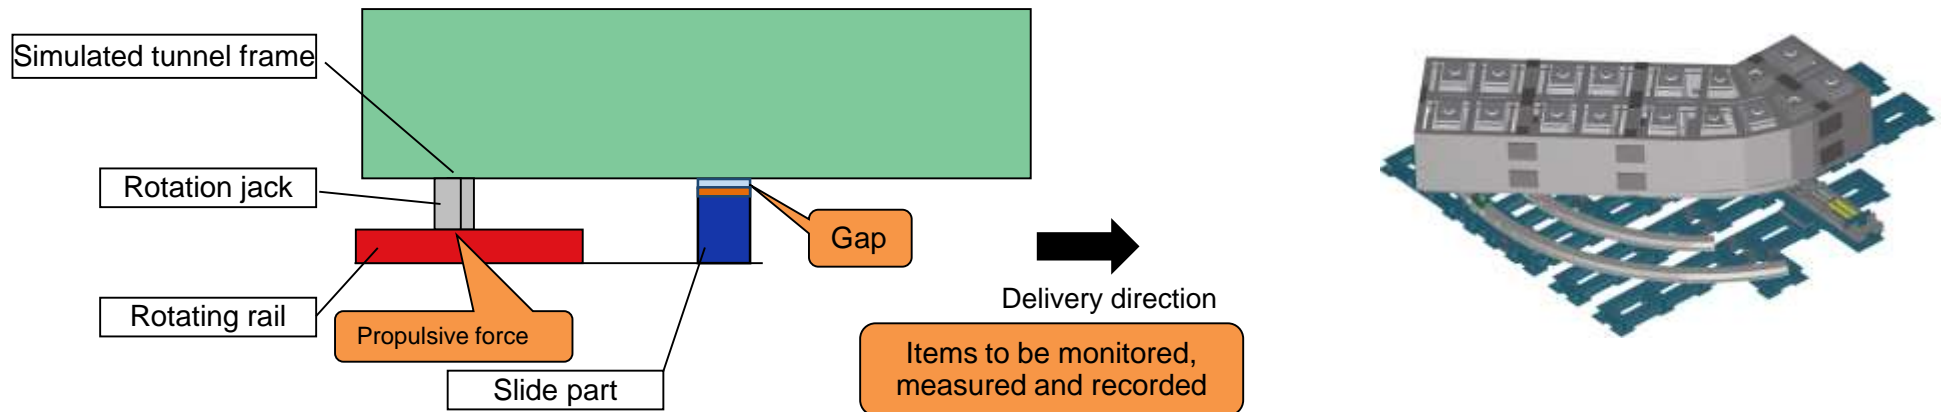 Simulated tunnel frame
Rotation jack
Rotating rail
Propulsive force
Slide part
Gap
Delivery direction
Items to be monitored,
measured and recorded